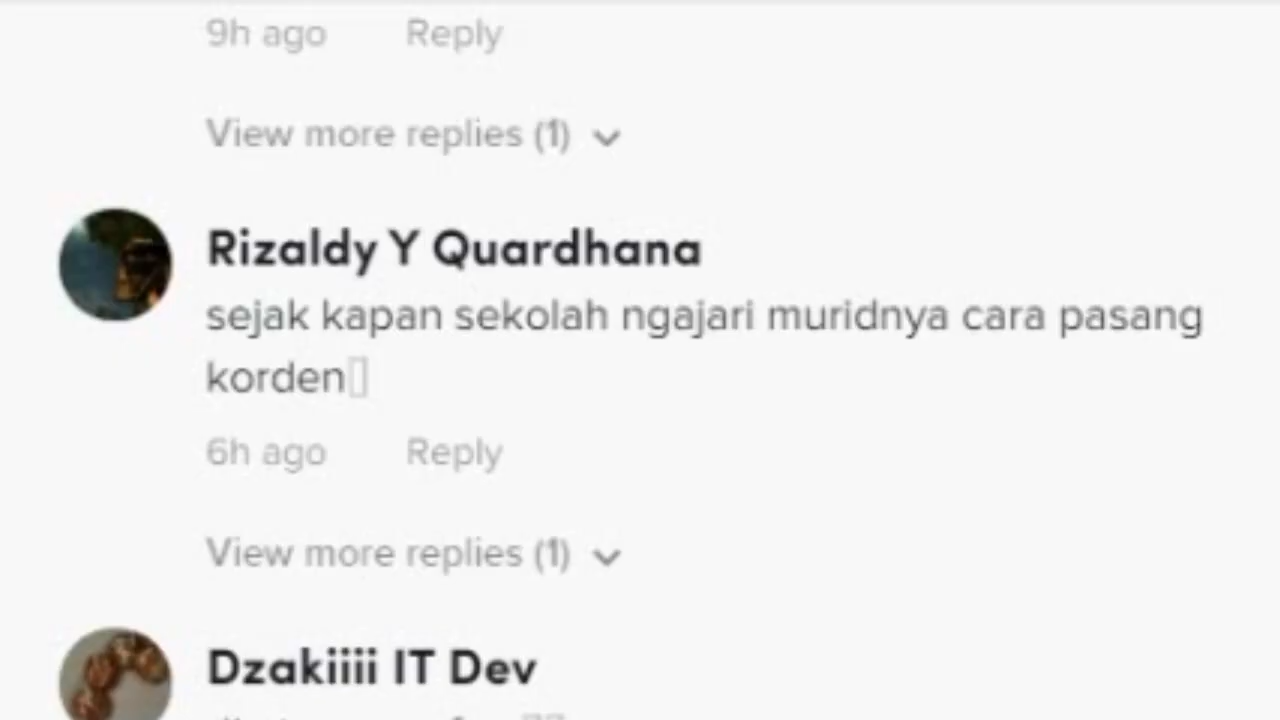 9h ago Reply
View more replies (1)
Rizaldy Y Quardhana
sejak kapan sekolah ngajari muridnya cara pasang
korden
6h ago Reply
View more replies (1)
Dzakiiii IT Dev